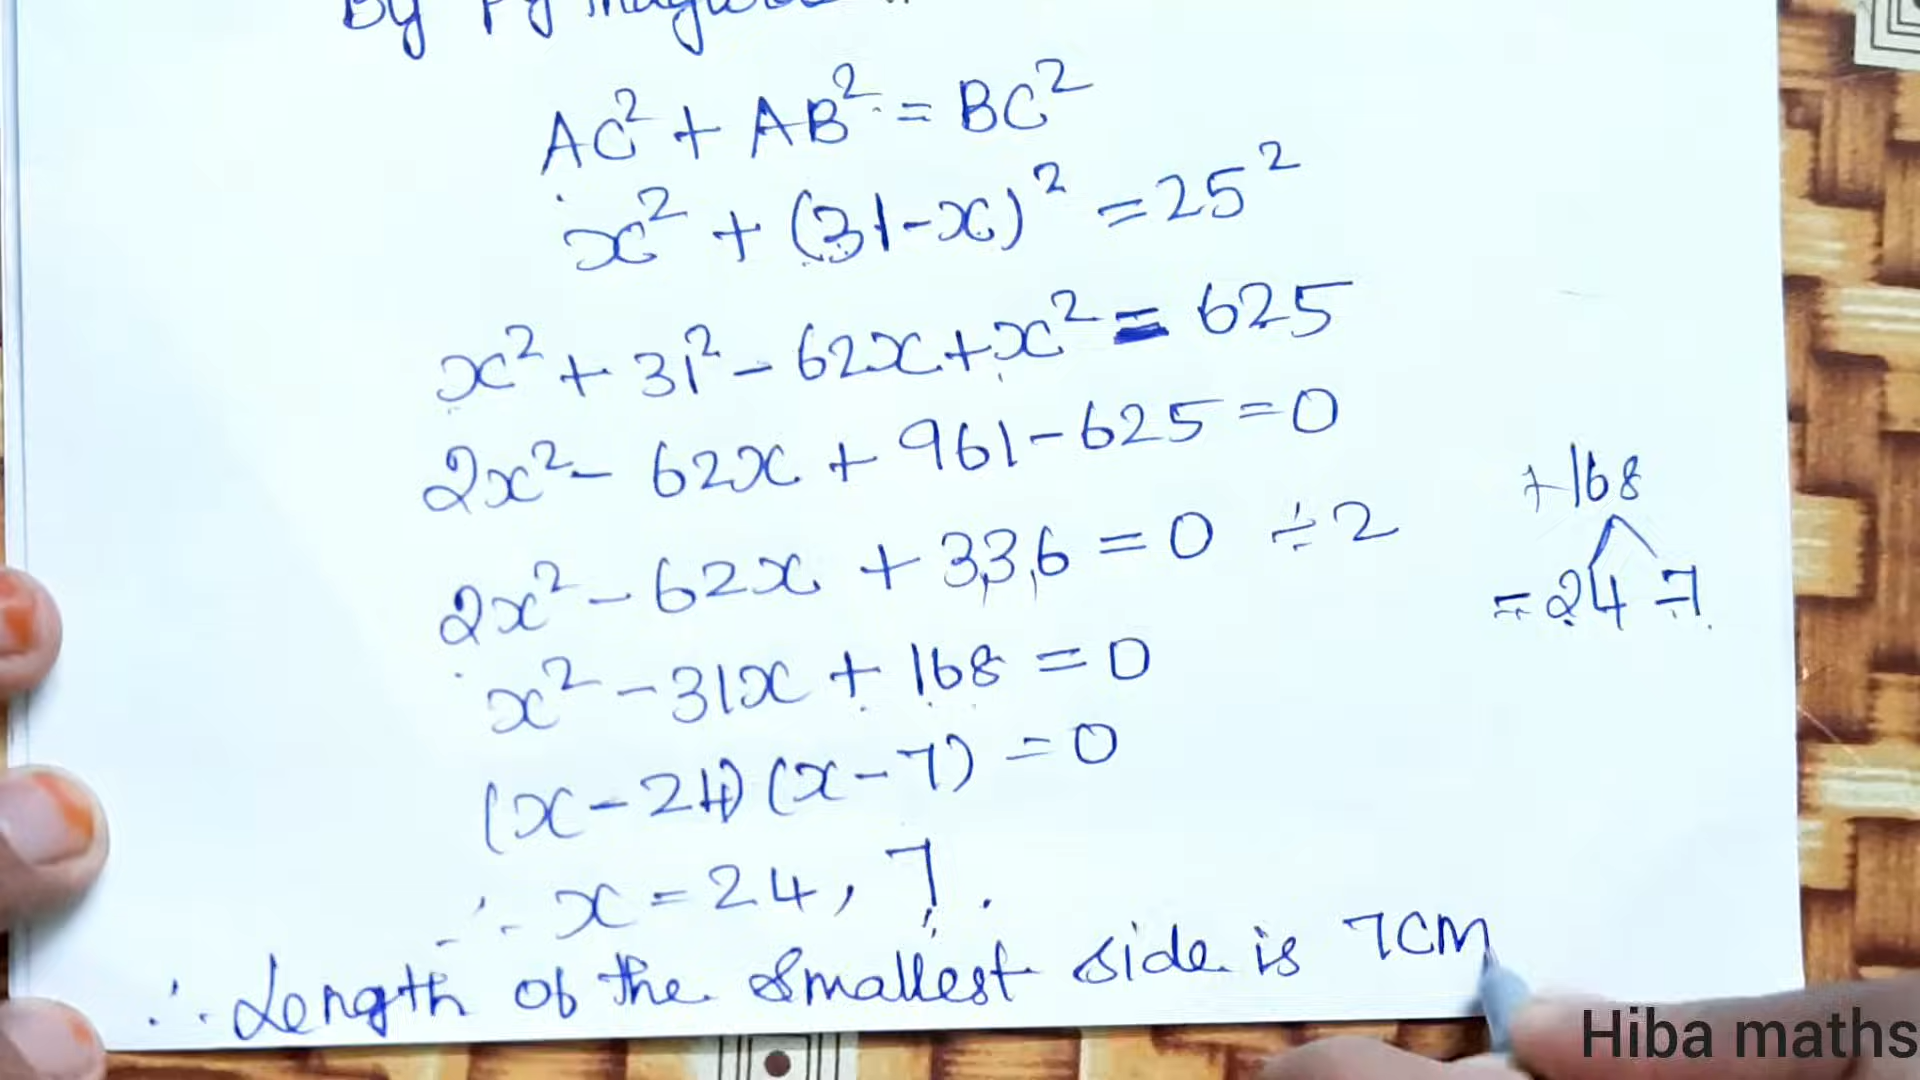 By
AC² + AB² = BC²
x² + (31-x)² = 25²
x² + 31² - 62x + x² = 625
2x² - 62x + 961 - 625 = 0
2x² - 62x + 336 = 0 ÷ 2
x² - 31x + 168 = 0
(x - 24)(x - 7) = 0
∴ x = 24, 7.
∴ Length of the smallest side is 7cm
+168
-24 -7
Hiba maths